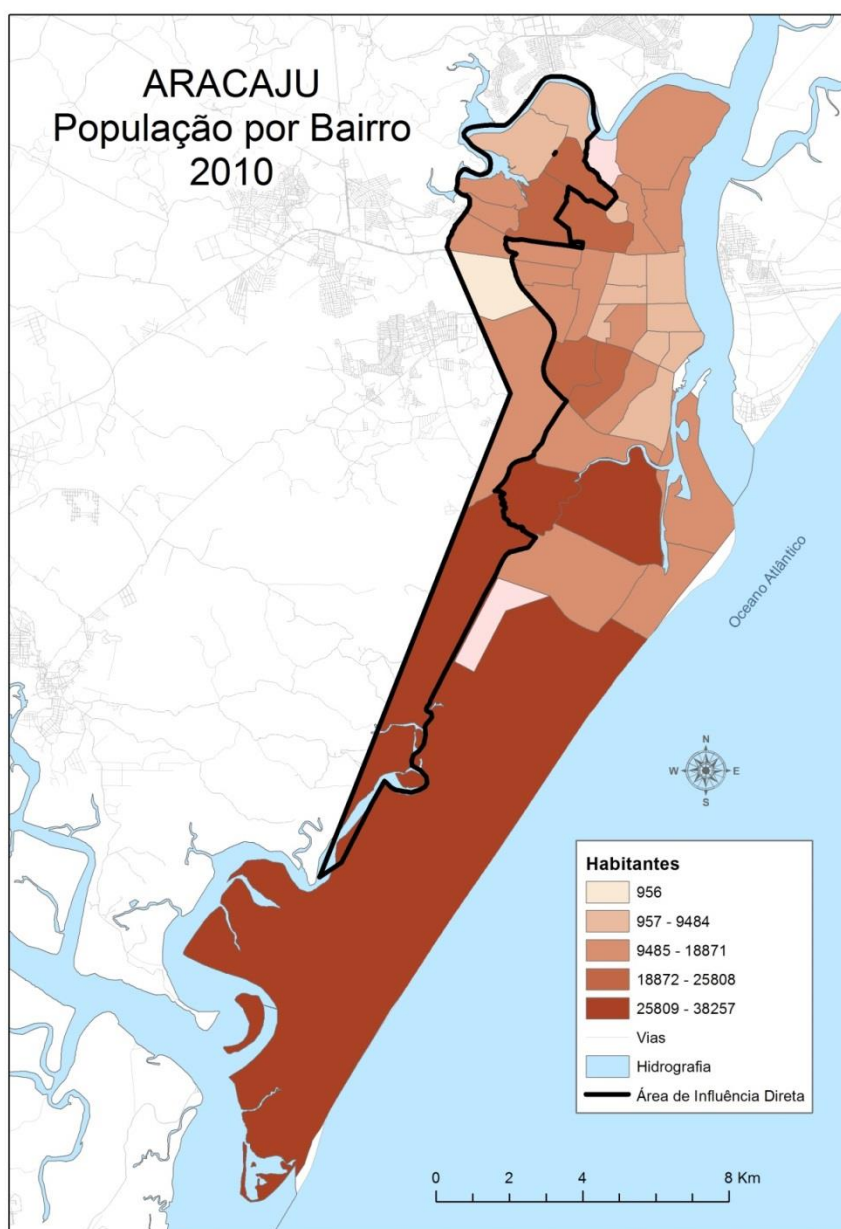 ARACAJU
População por Bairro
2010
Oceano Atlântico
N
W E
S
Habitantes
956
957 - 9484
9485 - 18871
18872 - 25808
25809 - 38257
Vias
Hidrografia
Área de Influência Direta
0 2 4 8 Km